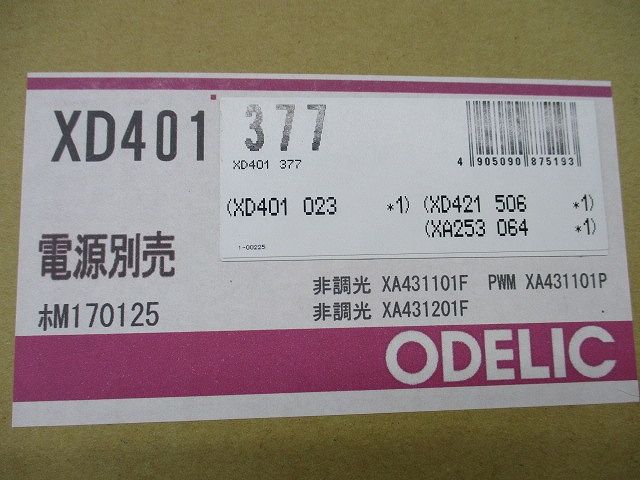 XD401 377
XD401 377
4 905090 875193
(XD401 023 *1) (XD421 506 *1)
(XA253 064 *1)
1-00225
電源別売
非調光 XA431101F PWM XA431101P
ホM170125
非調光 XA431201F
ODELIC